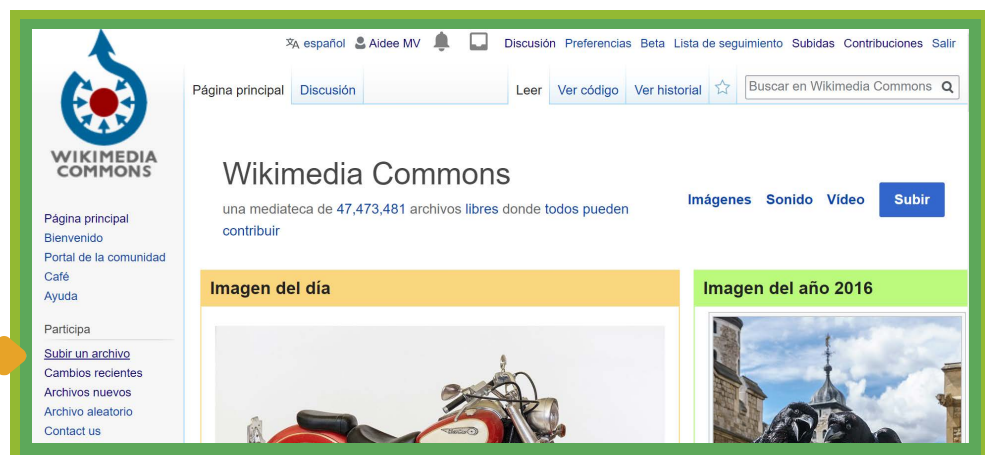 español Aidee MV Discusión Preferencias Beta Lista de seguimiento Subidas Contribuciones Salir
Página principal Discusión Leer Ver código Ver historial Buscar en Wikimedia Commons
WIKIMEDIA
COMMONS
Página principal
Bienvenido
Portal de la comunidad
Café
Ayuda
Participa
Subir un archivo
Cambios recientes
Archivos nuevos
Archivo aleatorio
Contact us
Wikimedia Commons
una mediateca de 47,473,481 archivos libres donde todos pueden
contribuir
Imágenes Sonido Vídeo Subir
Imagen del día
Imagen del año 2016